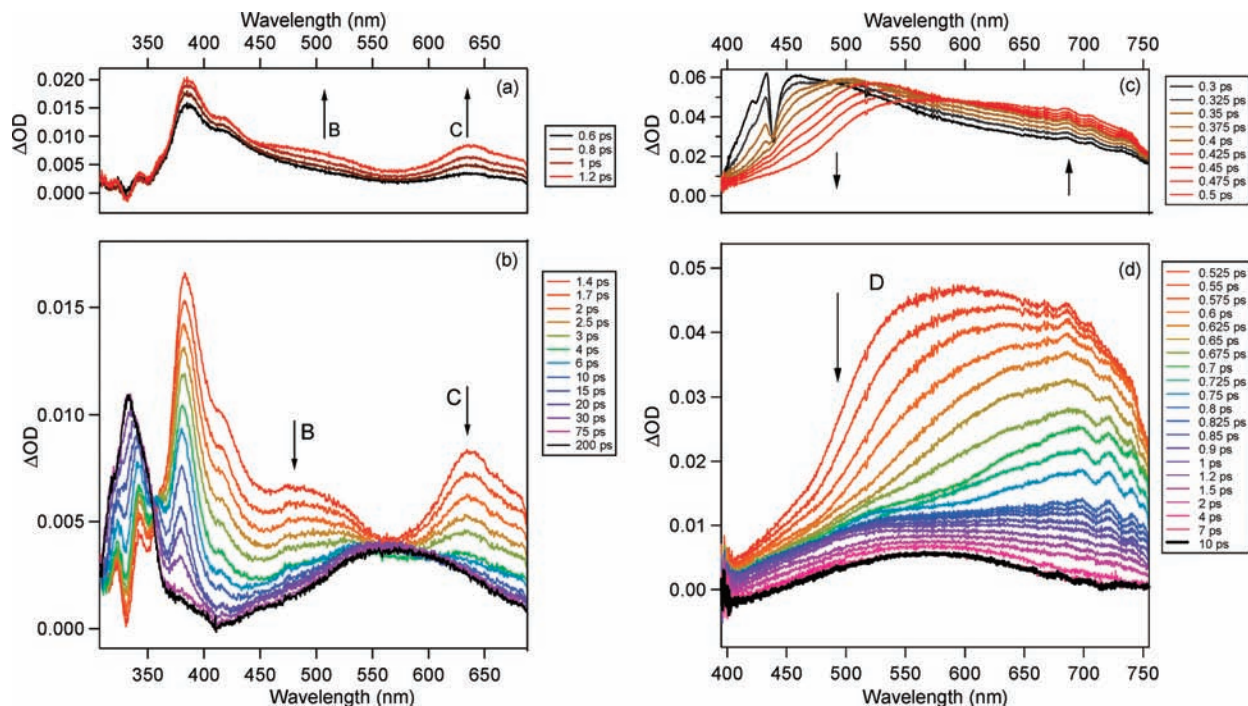 Wavelength (nm)
350 400 450 500 550 600 650
0.020
0.015
0.010
0.005
0.000
ΔOD
(a)
B
C
0.6 ps
0.8 ps
1 ps
1.2 ps
(b)
0.015
0.010
0.005
0.000
ΔOD
B
C
1.4 ps
1.7 ps
2 ps
2.5 ps
3 ps
4 ps
6 ps
10 ps
15 ps
20 ps
30 ps
75 ps
200 ps
350 400 450 500 550 600 650
Wavelength (nm)
Wavelength (nm)
400 450 500 550 600 650 700 750
0.06
0.04
0.02
0.00
ΔOD
(c)
0.3 ps
0.325 ps
0.35 ps
0.375 ps
0.4 ps
0.425 ps
0.45 ps
0.475 ps
0.5 ps
(d)
D
0.05
0.04
0.03
0.02
0.01
0.00
ΔOD
0.525 ps
0.55 ps
0.575 ps
0.6 ps
0.625 ps
0.65 ps
0.675 ps
0.7 ps
0.725 ps
0.75 ps
0.8 ps
0.825 ps
0.85 ps
0.9 ps
1 ps
1.2 ps
1.5 ps
2 ps
4 ps
7 ps
10 ps
400 450 500 550 600 650 700 750
Wavelength (nm)